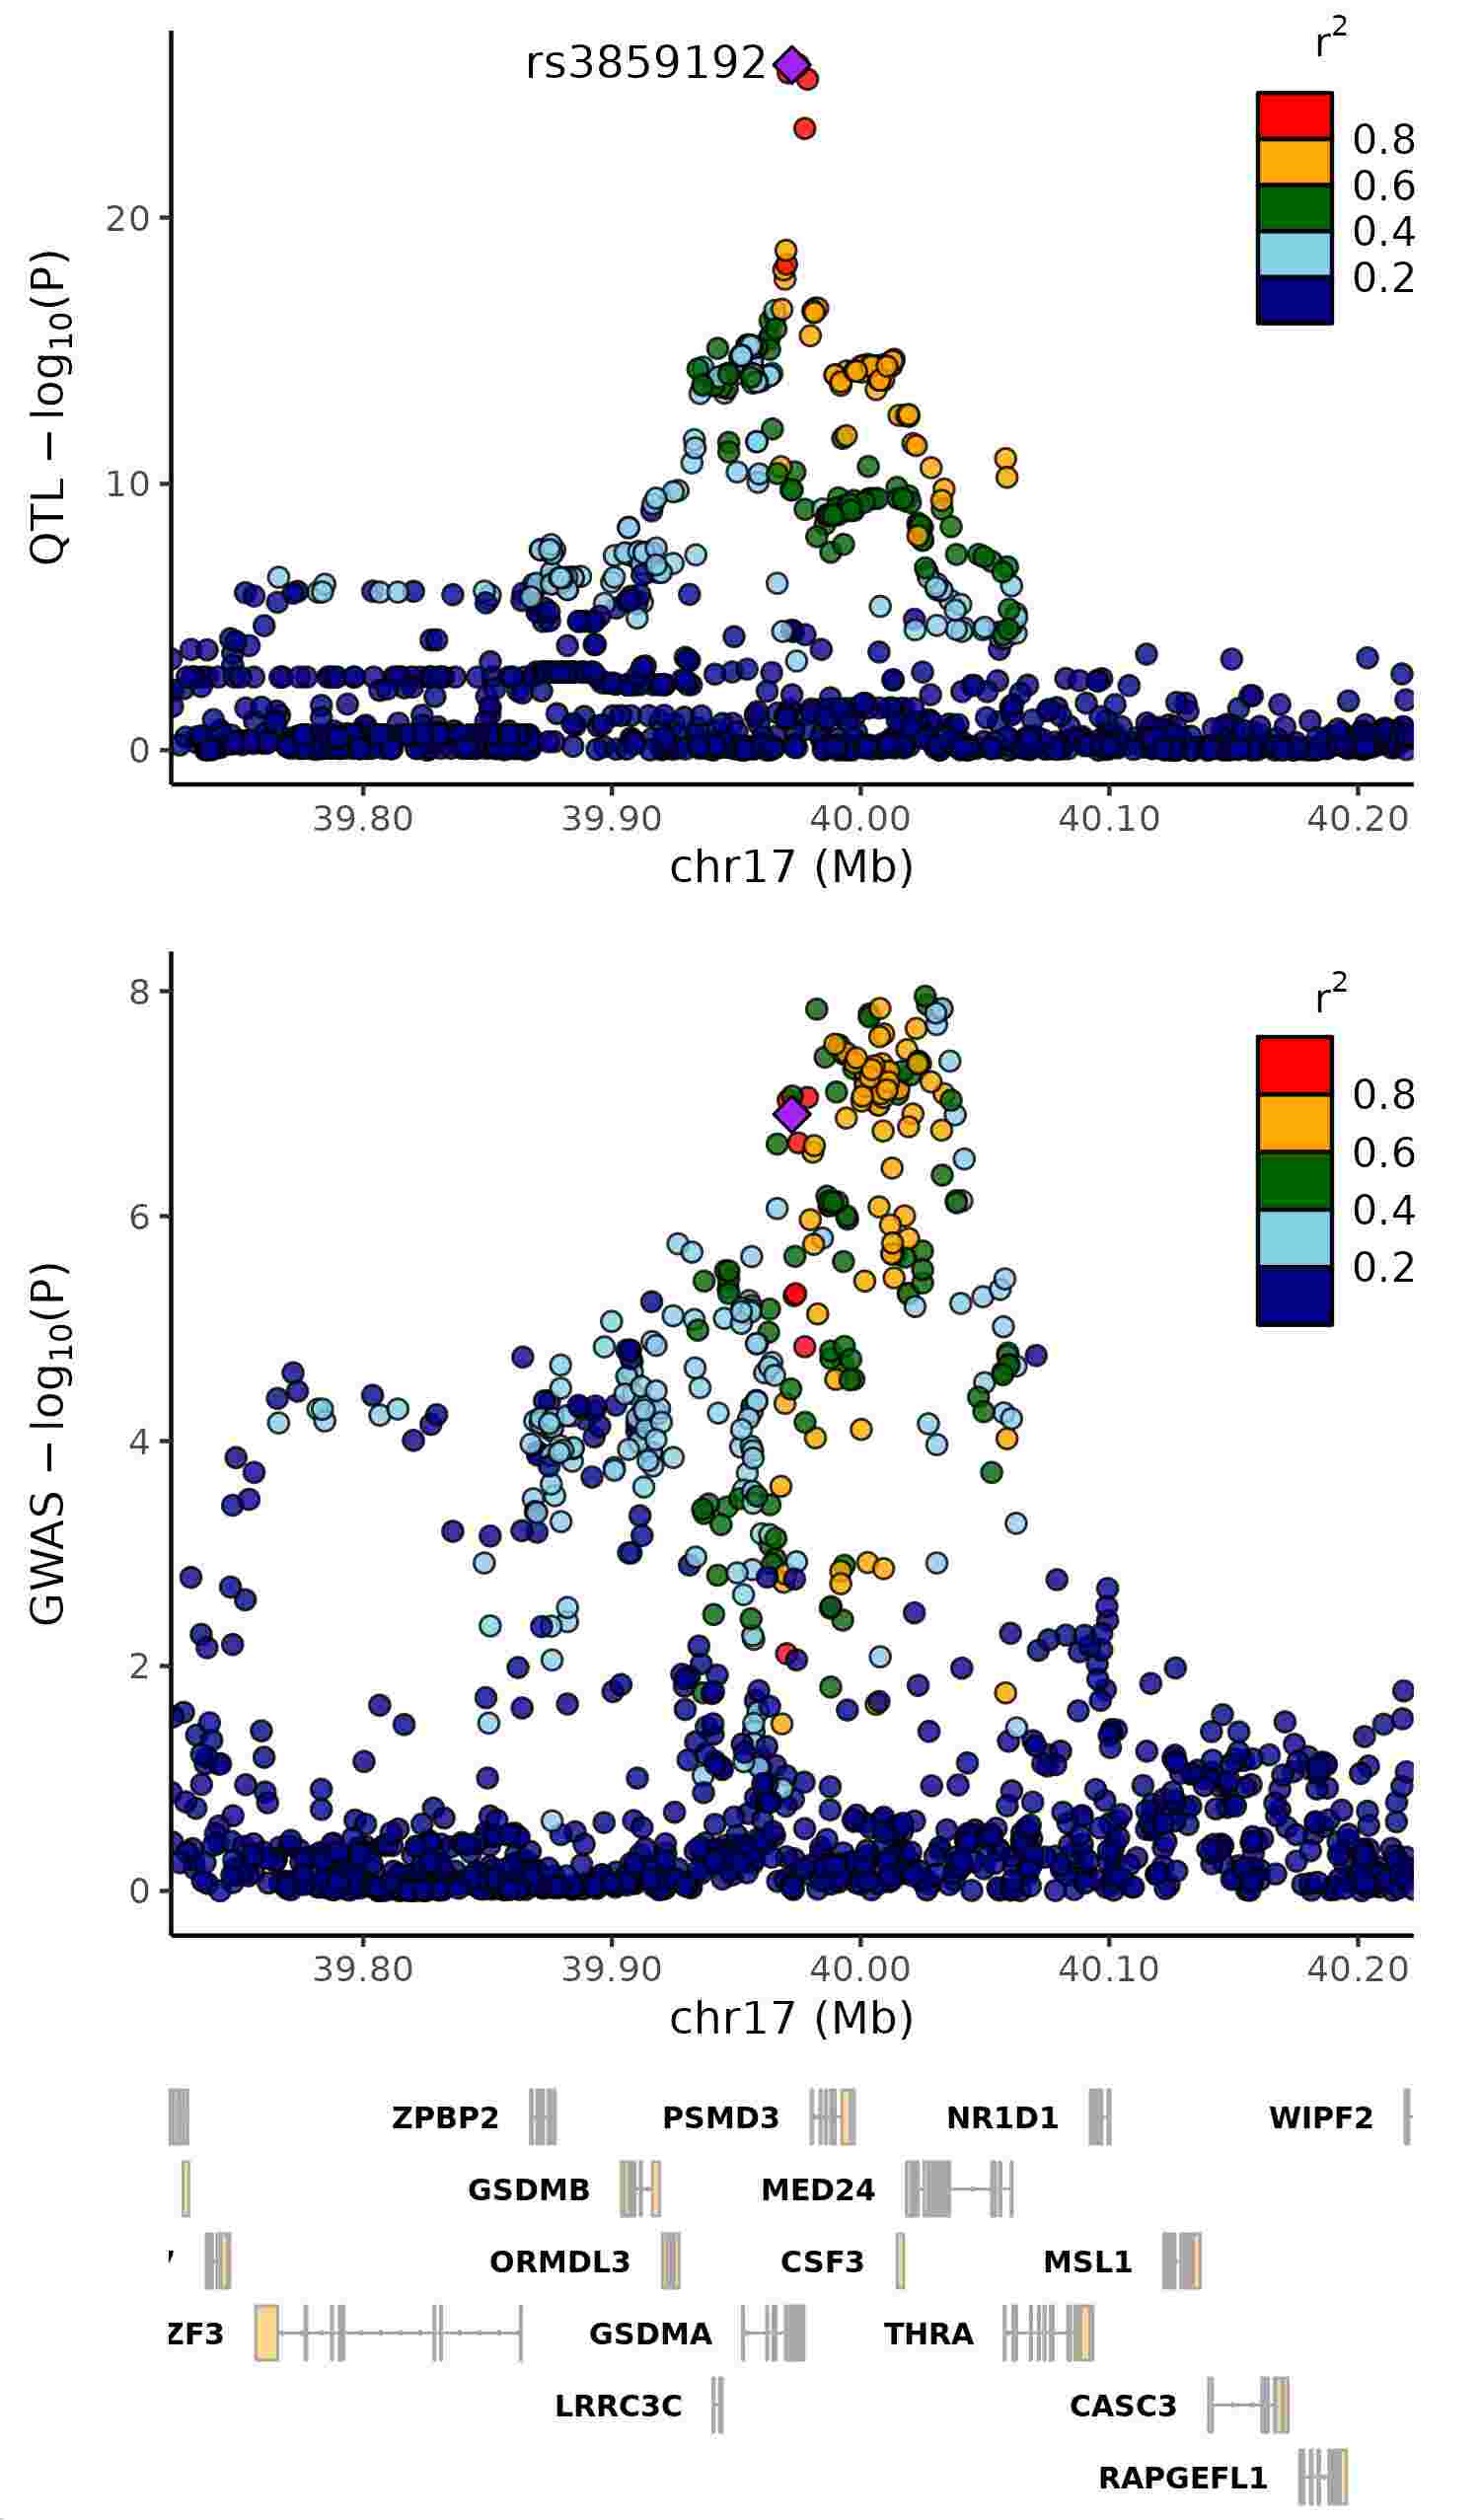 r2
rs3859192
0.8
0.6
0.4
0.2
20
10
0
QTL − log10(P)
39.80 39.90 40.00 40.10 40.20
chr17 (Mb)
r2
0.8
0.6
0.4
0.2
8
6
4
2
0
GWAS − log10(P)
39.80 39.90 40.00 40.10 40.20
chr17 (Mb)
ZPBP2 PSMD3 NR1D1 WIPF2
GSDMB MED24
ORMDL3 CSF3 MSL1
ZF3 GSDMA THRA
LRRC3C CASC3
RAPGEFL1